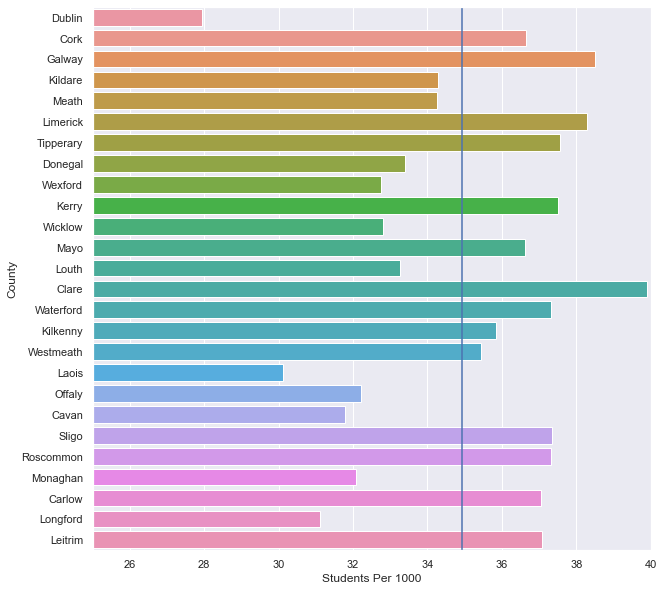 Dublin
Cork
Galway
Kildare
Meath
Limerick
Tipperary
Donegal
Wexford
Kerry
Wicklow
Mayo
Louth
Clare
Waterford
Kilkenny
Westmeath
Laois
Offaly
Cavan
Sligo
Roscommon
Monaghan
Carlow
Longford
Leitrim
County
26 28 30 32 34 36 38 40
Students Per 1000